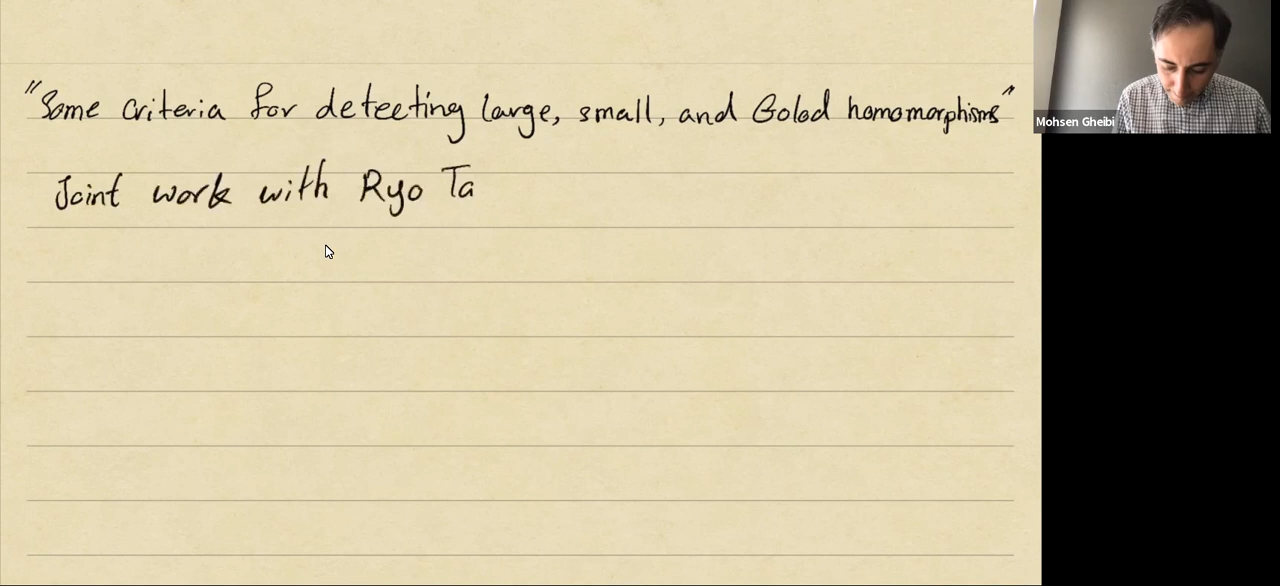 "Some criteria for detecting large, small, and Golod homomorphisms"
Joint work with Ryo Ta
Mohsen Gheibi